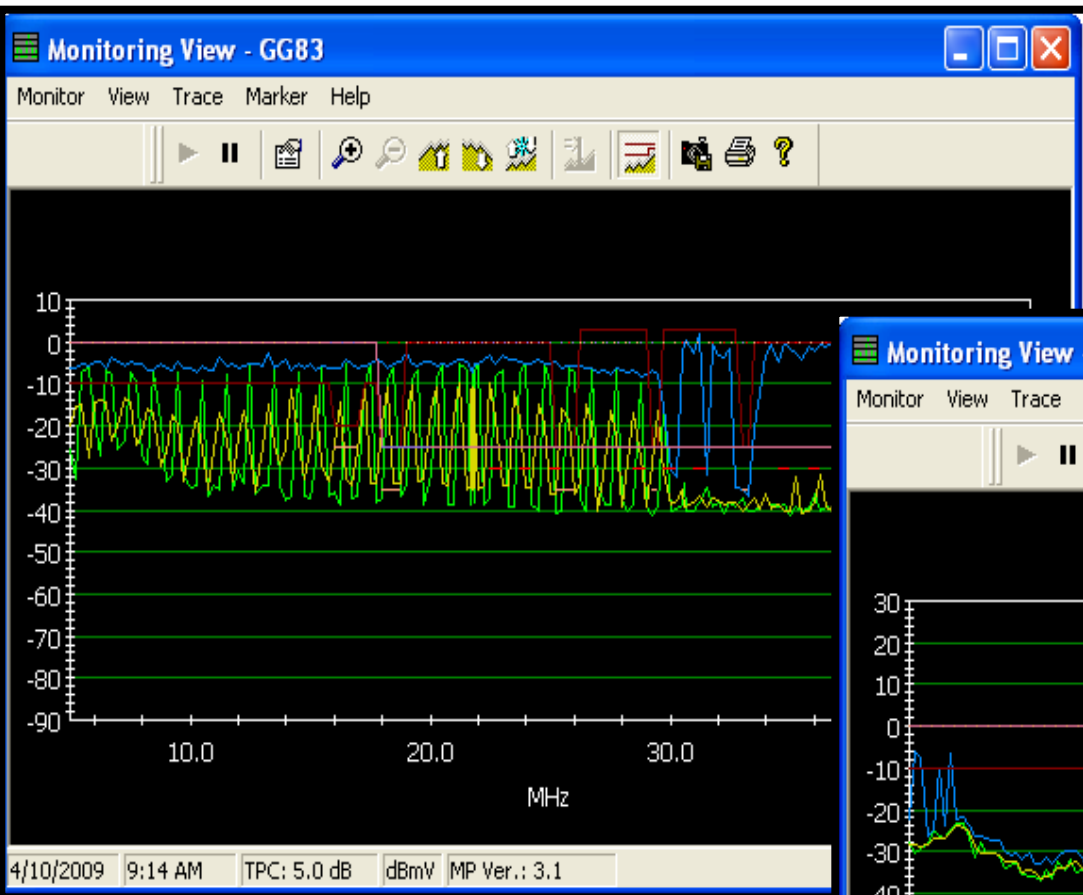 Monitoring View - GG83
Monitor View Trace Marker Help
10
0
-10
-20
-30
-40
-50
-60
-70
-80
-90
10.0 20.0 30.0
MHz
4/10/2009 9:14 AM TPC: 5.0 dB dBmV MP Ver.: 3.1
Monitoring View
Monitor View Trace
30
20
10
0
-10
-20
-30
-40